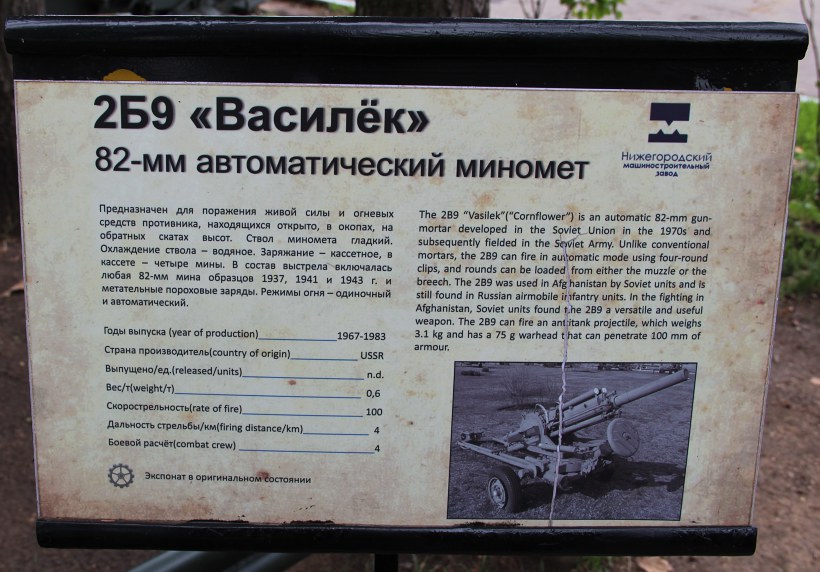 2Б9 «Василёк»
82-мм автоматический миномет
Нижегородский
машиностроительный
завод
Предназначен для поражения живой силы и огневых
средств противника, находящихся открыто, в окопах, на
обратных скатах высот. Ствол миномета гладкий.
Охлаждение ствола – водяное. Заряжание – кассетное, в
кассете – четыре мины. В состав выстрела включалась
любая 82-мм мина образцов 1937, 1941 и 1943 г. и
метательные пороховые заряды. Режимы огня – одиночный
и автоматический.
Годы выпуска (year of production) 1967-1983
Страна производитель(country of origin) USSR
Выпущено/ед.(released/units) n.d.
Вес/т(weight/т) 0,6
Скорострельность(rate of fire) 100
Дальность стрельбы/км(firing distance/km) 4
Боевой расчёт(combat crew) 4
Экспонат в оригинальном состоянии
The 2B9 "Vasilek"("Cornflower") is an automatic 82-mm gun-
mortar developed in the Soviet Union in the 1970s and
subsequently fielded in the Soviet Army. Unlike conventional
mortars, the 2B9 can fire in automatic mode using four-round
clips, and rounds can be loaded from either the muzzle or the
breech. The 2B9 was used in Afghanistan by Soviet units and is
still found in Russian airmobile infantry units. In the fighting in
Afghanistan, Soviet units found the 2B9 a versatile and useful
weapon. The 2B9 can fire an antitank projectile, which weighs
3.1 kg and has a 75 g warhead that can penetrate 100 mm of
armour.